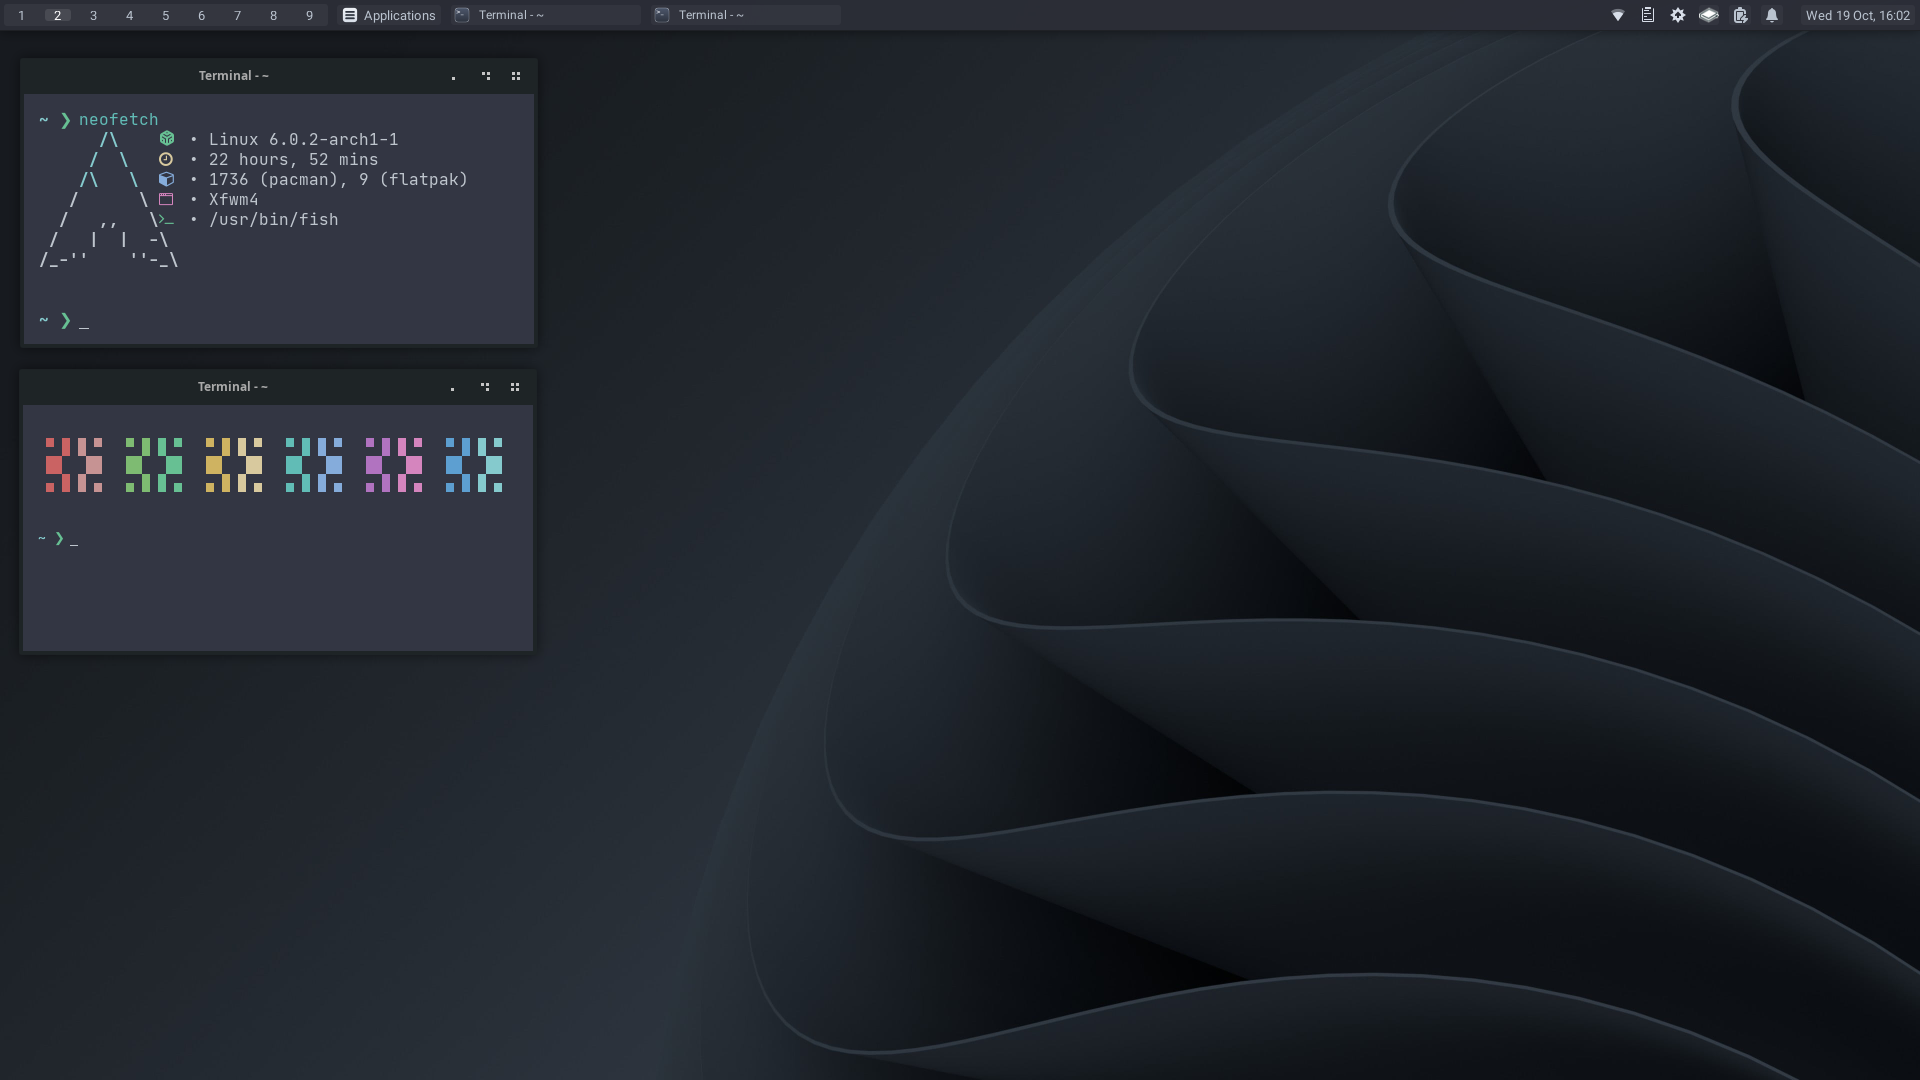 1 2 3 4 5 6 7 8 9 Applications Terminal - ~ Terminal - ~ Wed 19 Oct, 16:02
Terminal - ~
~ ❯ neofetch
/\ • Linux 6.0.2-arch1-1
/  \ • 22 hours, 52 mins
/\   \ • 1736 (pacman), 9 (flatpak)
/      \ • Xfwm4
/   ,,   \ >_ • /usr/bin/fish
/   |  |  -\
/_-''    ''-_\
~ ❯ _
Terminal - ~
~ ❯ _